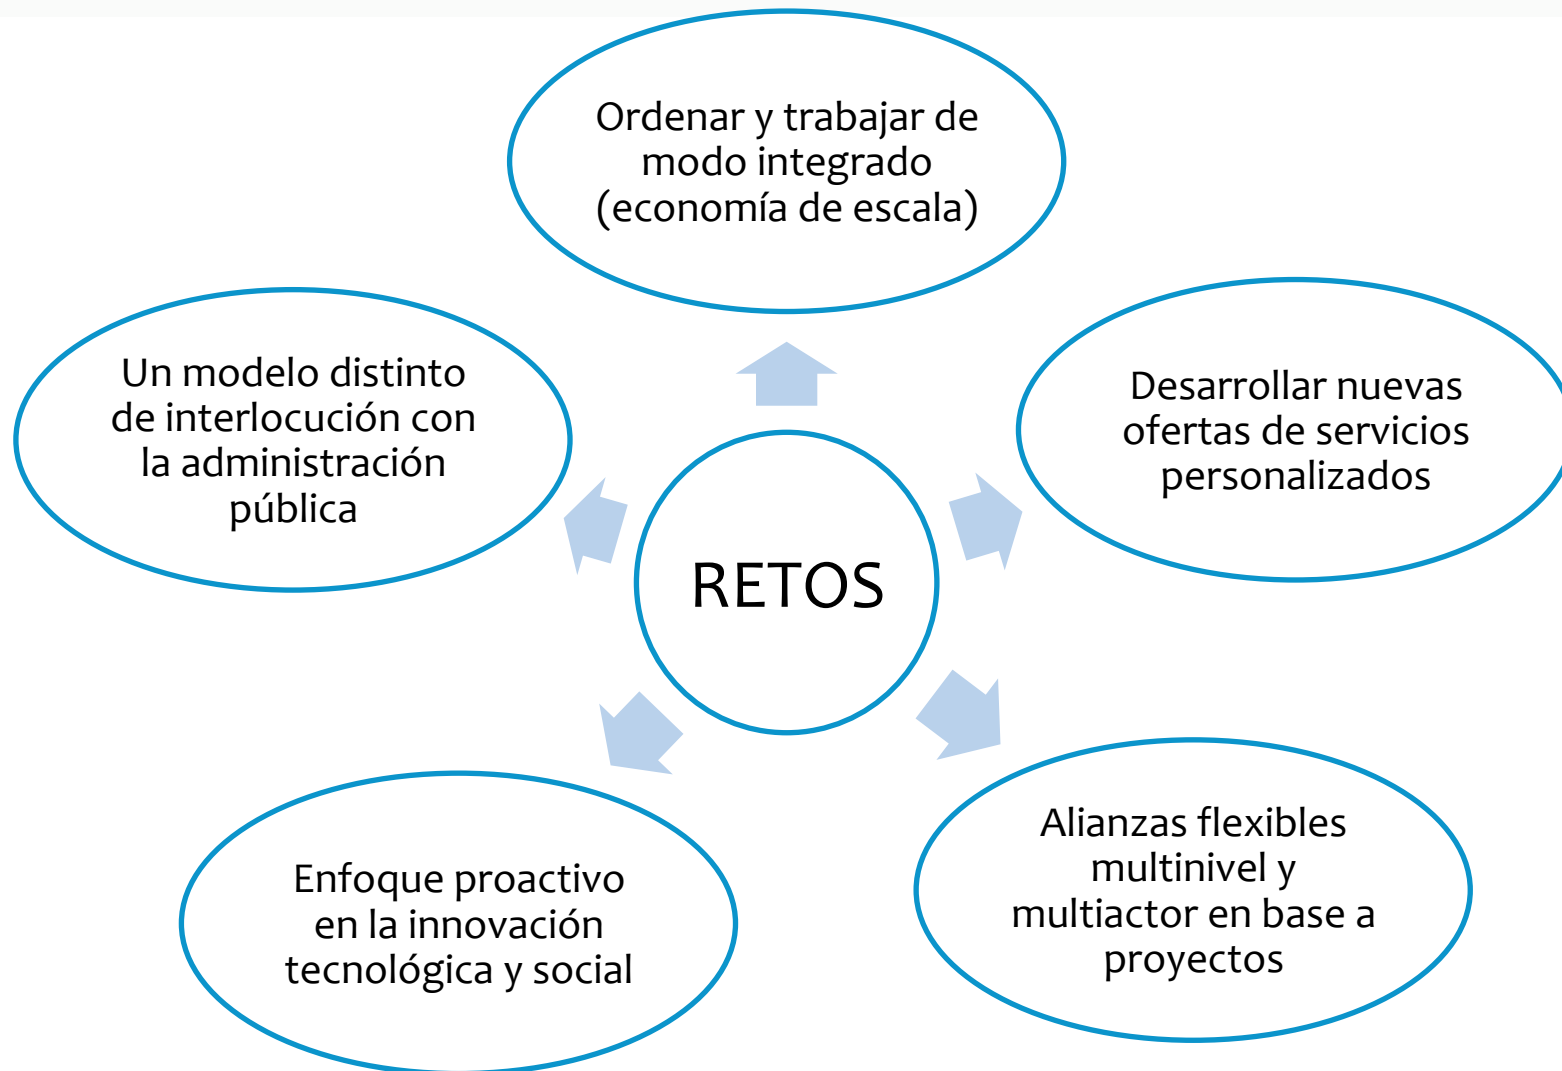 Ordenar y trabajar de
modo integrado
(economía de escala)
Un modelo distinto
de interlocución con
la administración
pública
Desarrollar nuevas
ofertas de servicios
personalizados
RETOS
Enfoque proactivo
en la innovación
tecnológica y social
Alianzas flexibles
multinivel y
multiactor en base a
proyectos